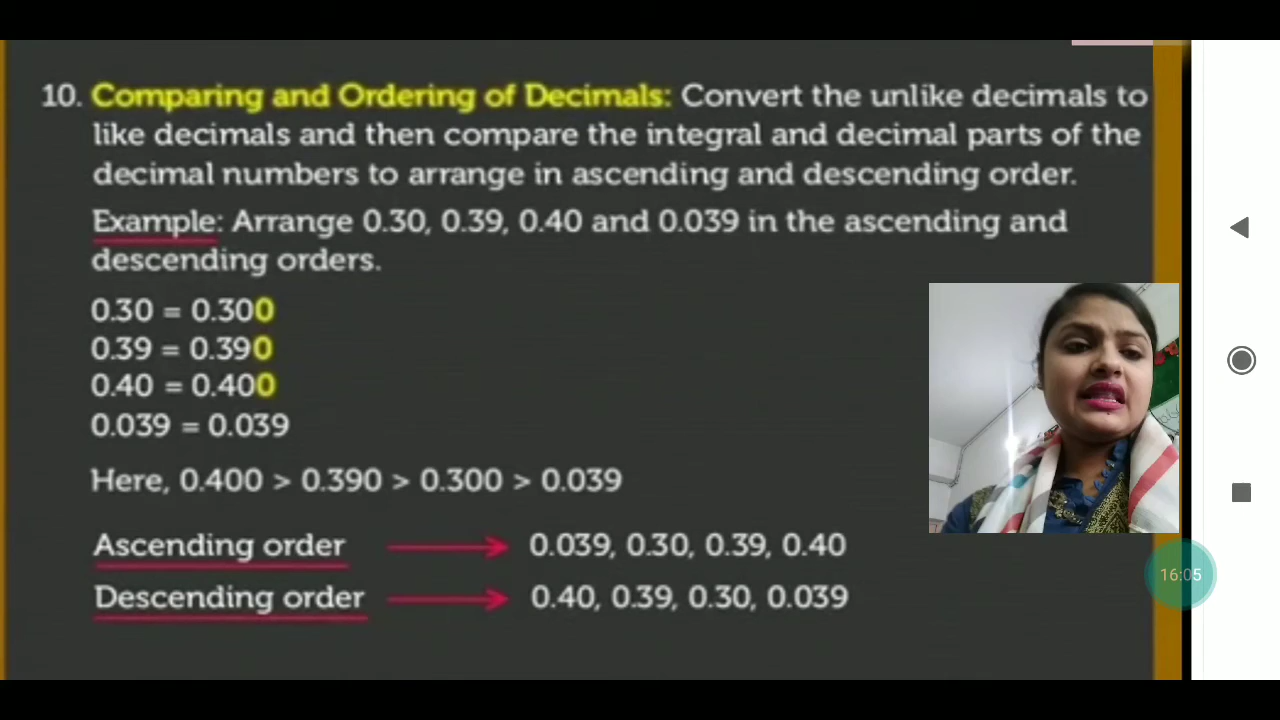 10. Comparing and Ordering of Decimals: Convert the unlike decimals to
like decimals and then compare the integral and decimal parts of the
decimal numbers to arrange in ascending and descending order.
Example: Arrange 0.30, 0.39, 0.40 and 0.039 in the ascending and
descending orders.
0.30 = 0.300
0.39 = 0.390
0.40 = 0.400
0.039 = 0.039
Here, 0.400 > 0.390 > 0.300 > 0.039
Ascending order → 0.039, 0.30, 0.39, 0.40
Descending order → 0.40, 0.39, 0.30, 0.039
16:05